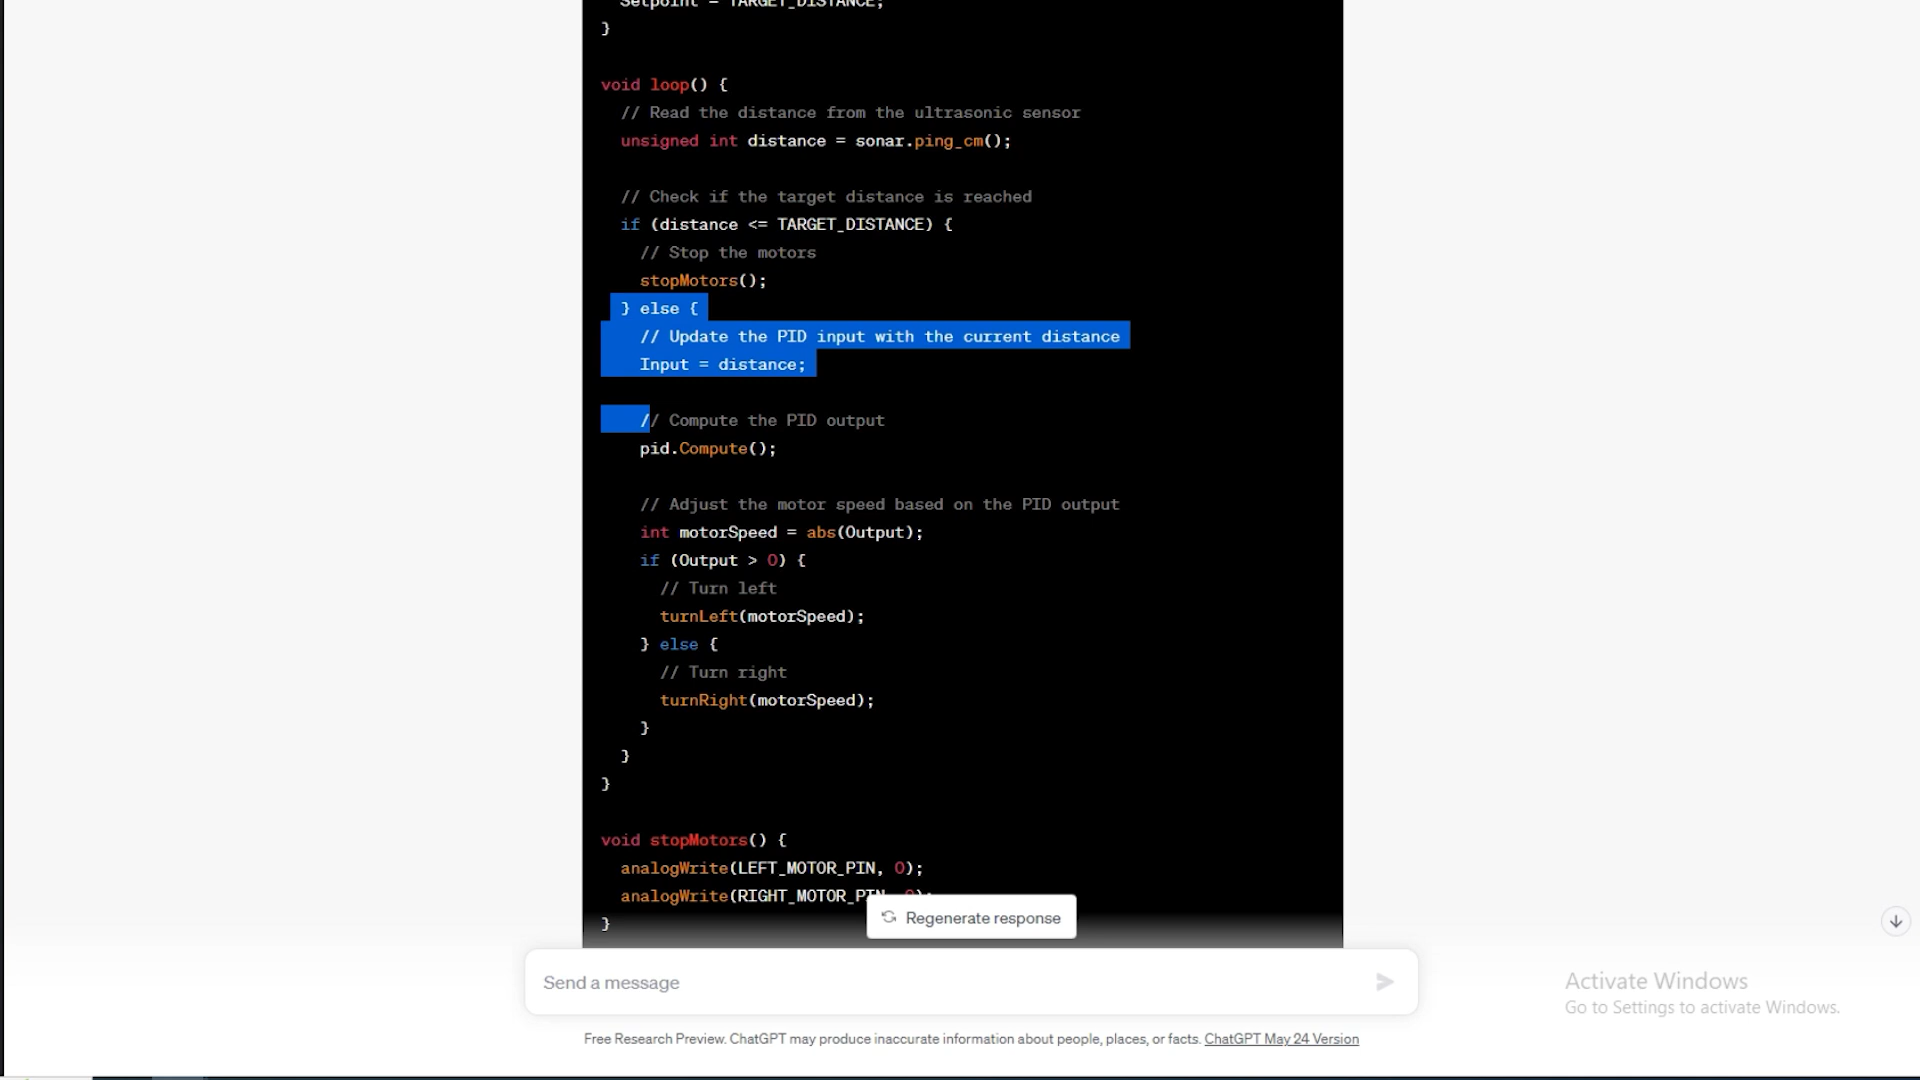 Setpoint = TARGET_DISTANCE;
}
void loop() {
// Read the distance from the ultrasonic sensor
unsigned int distance = sonar.ping_cm();
// Check if the target distance is reached
if (distance <= TARGET_DISTANCE) {
// Stop the motors
stopMotors();
} else {
// Update the PID input with the current distance
Input = distance;
// Compute the PID output
pid.Compute();
// Adjust the motor speed based on the PID output
int motorSpeed = abs(Output);
if (Output > 0) {
// Turn left
turnLeft(motorSpeed);
} else {
// Turn right
turnRight(motorSpeed);
}
}
}
void stopMotors() {
analogWrite(LEFT_MOTOR_PIN, 0);
analogWrite(RIGHT_MOTOR_PIN, 0);
}
Regenerate response
Send a message
Activate Windows
Go to Settings to activate Windows.
Free Research Preview. ChatGPT may produce inaccurate information about people, places, or facts. ChatGPT May 24 Version